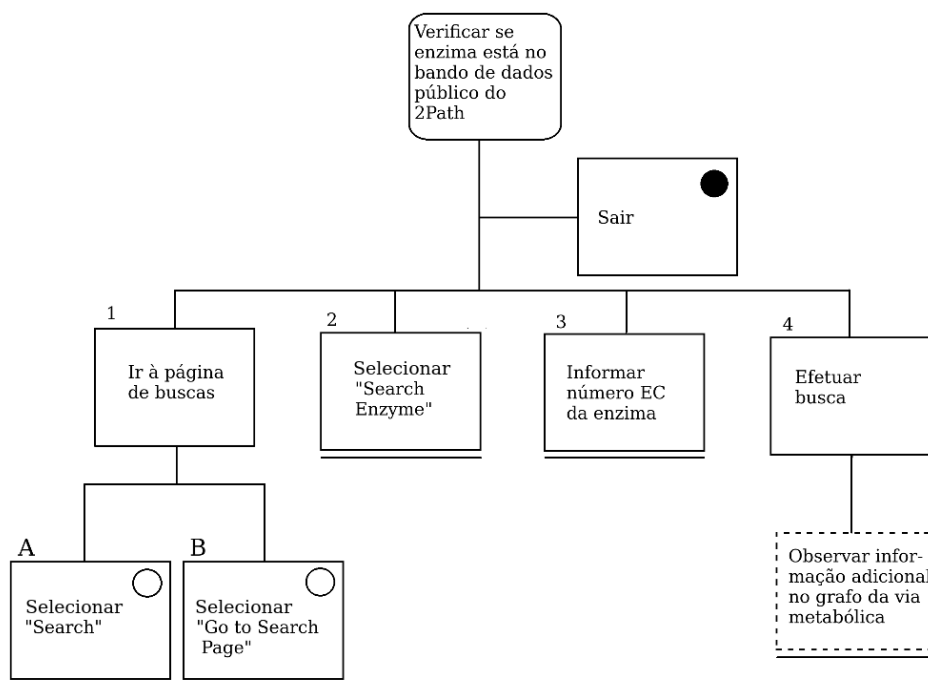 Verificar se
enzima está no
bando de dados
público do
2Path
Sair
1
Ir à página
de buscas
2
Selecionar
"Search
Enzyme"
3
Informar
número EC
da enzima
4
Efetuar
busca
A
Selecionar
"Search"
B
Selecionar
"Go to Search
Page"
Observar infor-
mação adicional
no grafo da via
metabólica